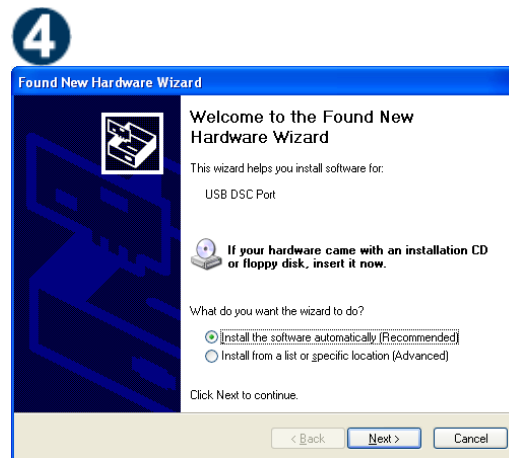 4
Found New Hardware Wizard
Welcome to the Found New
Hardware Wizard
This wizard helps you install software for:
USB DSC Port
If your hardware came with an installation CD
or floppy disk, insert it now.
What do you want the wizard to do?
Install the software automatically (Recommended)
Install from a list or specific location (Advanced)
Click Next to continue.
< Back Next > Cancel